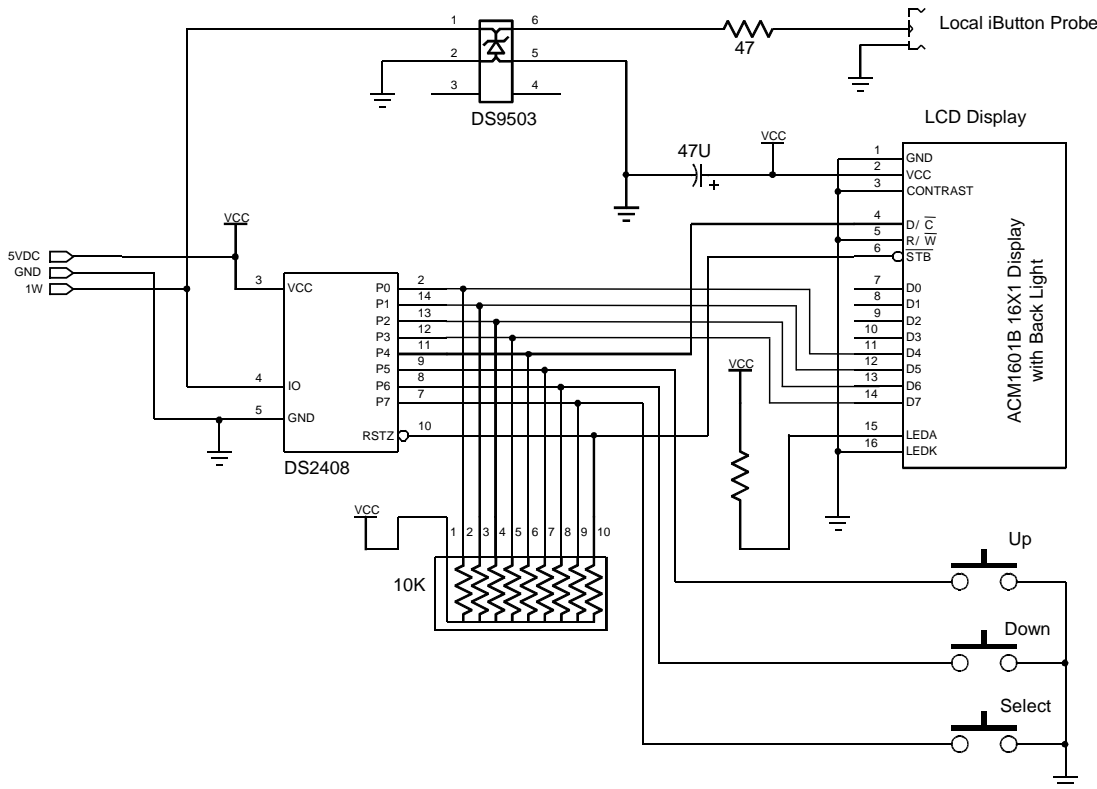 1
6
2
5
3
4
DS9503
47
Local iButton Probe
LCD Display
47U
+
VCC
1
GND
2
VCC
3
CONTRAST
4
D/ C
5
R/ W
6
STB
7
D0
8
D1
9
D2
10
D3
11
D4
12
D5
13
D6
14
D7
15
LEDA
16
LEDK
ACM1601B 16X1 Display
with Back Light
VCC
5VDC
GND
1W
3
VCC
4
IO
5
GND
P0
2
P1
14
P2
13
P3
12
P4
11
P5
9
P6
8
P7
7
RSTZ
10
DS2408
VCC
VCC
1 2 3 4 5 6 7 8 9 10
10K
Up
Down
Select